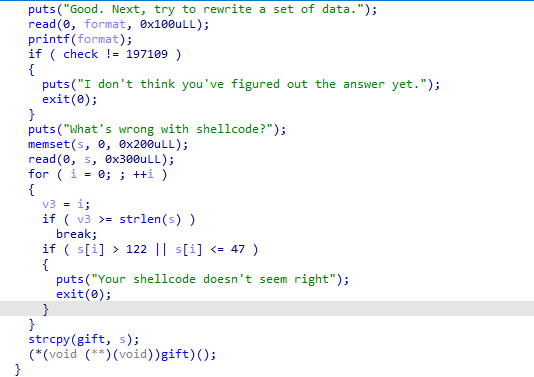 puts("Good. Next, try to rewrite a set of data.");
read(0, format, 0x100uLL);
printf(format);
if ( check != 197109 )
{
puts("I don't think you've figured out the answer yet.");
exit(0);
}
puts("What's wrong with shellcode?");
memset(s, 0, 0x200uLL);
read(0, s, 0x300uLL);
for ( i = 0; ; ++i )
{
v3 = i;
if ( v3 >= strlen(s) )
break;
if ( s[i] > 122 || s[i] <= 47 )
{
puts("Your shellcode doesn't seem right");
exit(0);
}
}
strcpy(gift, s);
(*(void (**)(void))gift)();
}